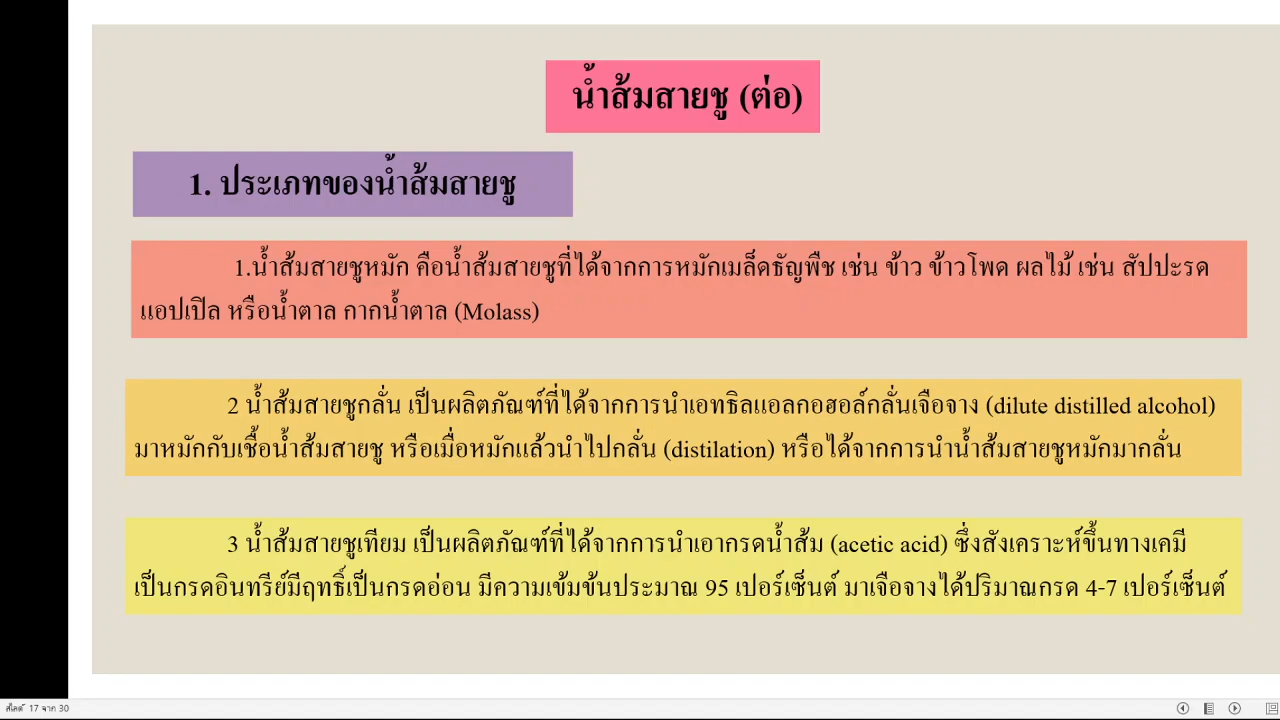 น้ำส้มสายชู (ต่อ)
1. ประเภทของน้ำส้มสายชู
1.น้ำส้มสายชูหมัก คือน้ำส้มสายชูที่ได้จากการหมักเมล็ดธัญพืช เช่น ข้าว ข้าวโพด ผลไม้ เช่น สัปปะรด
แอปเปิล หรือน้ำตาล กากน้ำตาล (Molass)
2 น้ำส้มสายชูกลั่น เป็นผลิตภัณฑ์ที่ได้จากการนำเอทธิลแอลกอฮอล์กลั่นเจือจาง (dilute distilled alcohol)
มาหมักกับเชื้อน้ำส้มสายชู หรือเมื่อหมักแล้วนำไปกลั่น (distilation) หรือได้จากการนำน้ำส้มสายชูหมักมากลั่น
3 น้ำส้มสายชูเทียม เป็นผลิตภัณฑ์ที่ได้จากการนำเอากรดน้ำส้ม (acetic acid) ซึ่งสังเคราะห์ขึ้นทางเคมี
เป็นกรดอินทรีย์มีฤทธิ์เป็นกรดอ่อน มีความเข้มข้นประมาณ 95 เปอร์เซ็นต์ มาเจือจางได้ปริมาณกรด 4-7 เปอร์เซ็นต์
สไลด์ 17 จาก 30